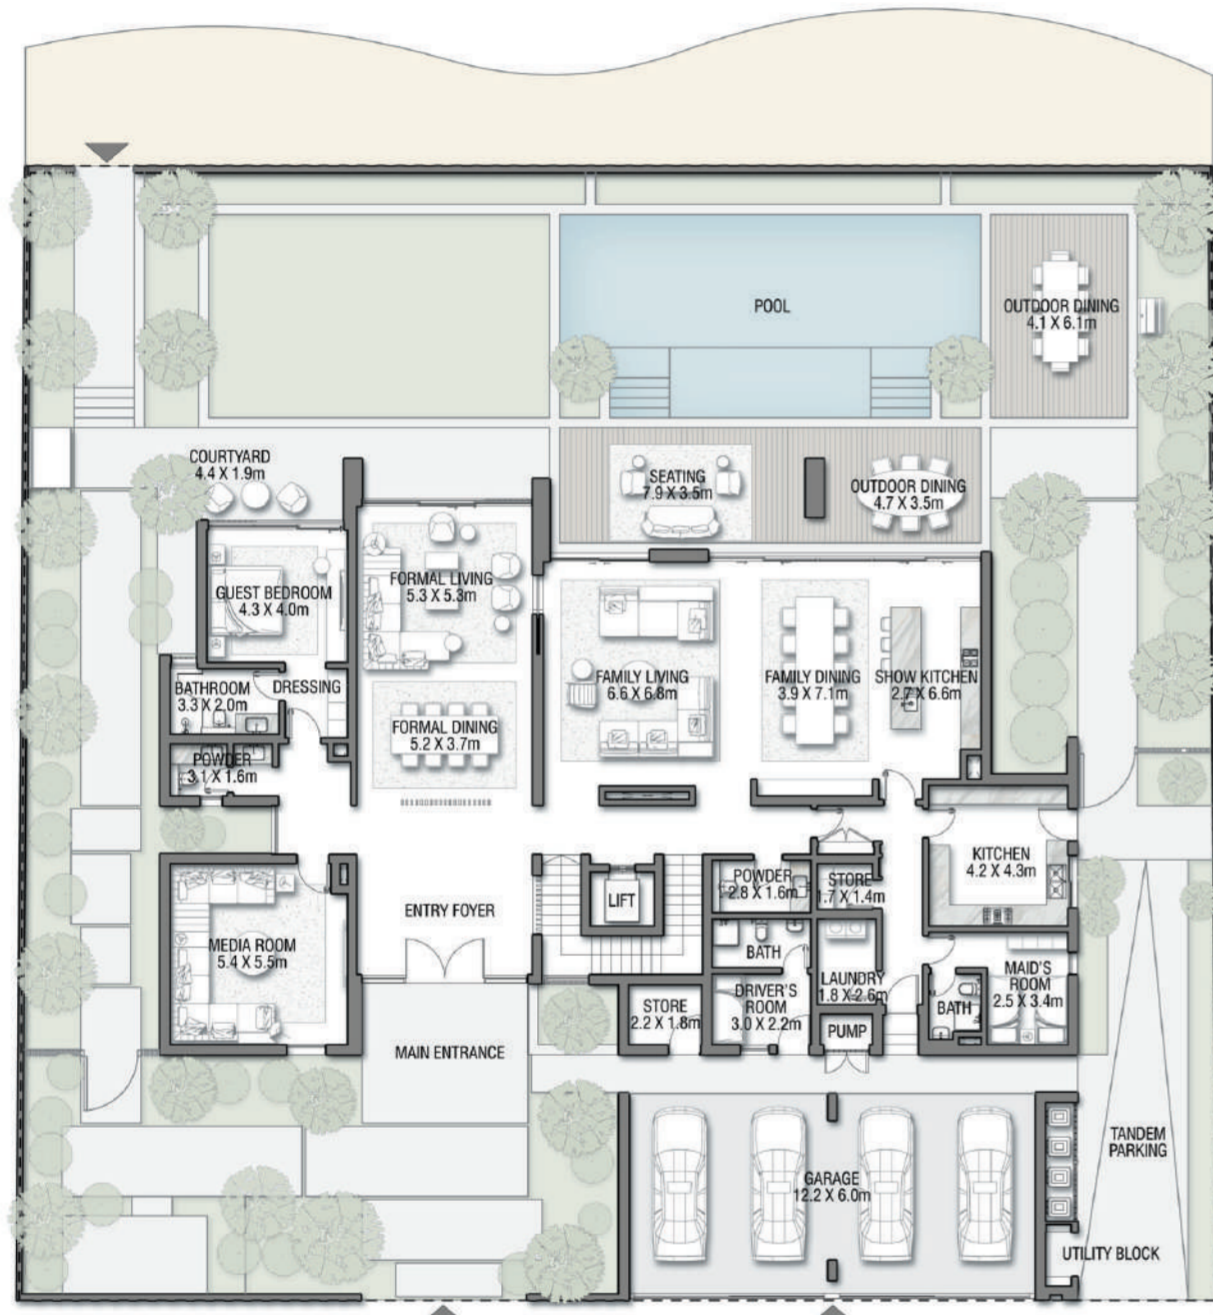 POOL
OUTDOOR DINING
4.1 X 6.1m
COURTYARD
4.4 X 1.9m
SEATING
7.9 X 3.5m
OUTDOOR DINING
4.7 X 3.5m
GUEST BEDROOM
4.3 X 4.0m
FORMAL LIVING
5.3 X 5.3m
FAMILY LIVING
6.6 X 6.8m
FAMILY DINING
3.9 X 7.1m
SHOW KITCHEN
2.7 X 6.6m
BATHROOM
3.3 X 2.0m
DRESSING
FORMAL DINING
5.2 X 3.7m
POWDER
3.1 X 1.6m
KITCHEN
4.2 X 4.3m
POWDER
2.8 X 1.6m
STORE
1.7 X 1.4m
LIFT
ENTRY FOYER
MEDIA ROOM
5.4 X 5.5m
BATH
LAUNDRY
1.8 X 2.6m
MAID'S
ROOM
2.5 X 3.4m
BATH
DRIVER'S
ROOM
3.0 X 2.2m
STORE
2.2 X 1.8m
PUMP
MAIN ENTRANCE
TANDEM
PARKING
GARAGE
12.2 X 6.0m
UTILITY BLOCK